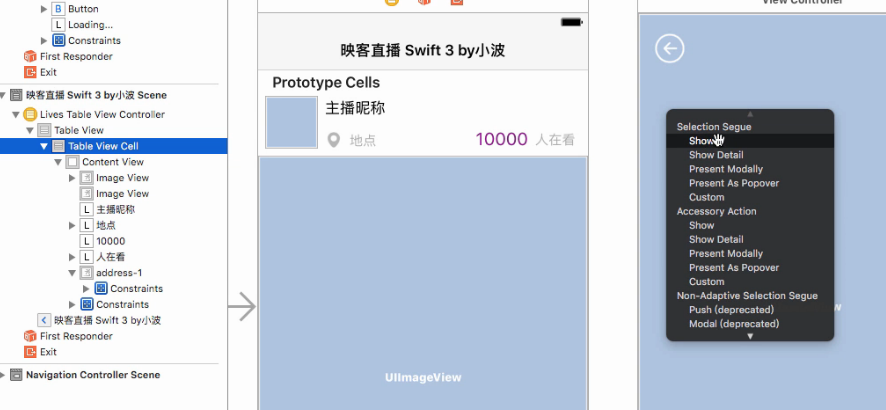 Button
Loading...
Constraints
First Responder
Exit
映客直播 Swift 3 by小波 Scene
Lives Table View Controller
Table View
Table View Cell
Content View
Image View
Image View
L 主播昵称
L 地点
L 10000
L 人在看
address-1
Constraints
Constraints
映客直播 Swift 3 by小波
First Responder
Exit
Navigation Controller Scene
映客直播 Swift 3 by小波
Prototype Cells
主播昵称
地点
10000 人在看
UIImageView
View Controller
Selection Segue
Show
Show Detail
Present Modally
Present As Popover
Custom
Accessory Action
Show
Show Detail
Present Modally
Present As Popover
Custom
Non-Adaptive Selection Segue
Push (deprecated)
Modal (deprecated)